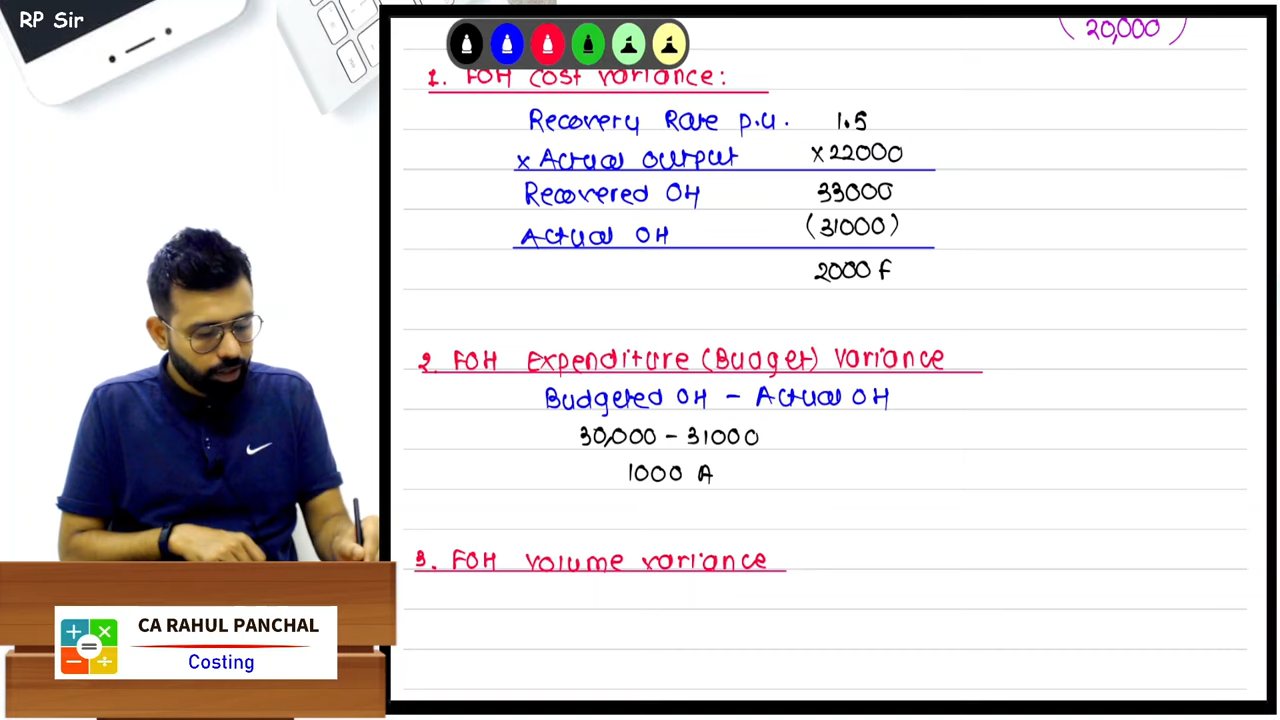 RP Sir
(20,000)
1. FOH Cost Variance:
Recovery Rate p.u. 1.5
x Actual output x 22000
Recovered OH 33000
Actual OH (31000)
2000 F
2. FOH Expenditure (Budget) Variance
Budgeted OH - Actual OH
30,000 - 31000
1000 A
3. FOH Volume Variance
CA RAHUL PANCHAL
Costing